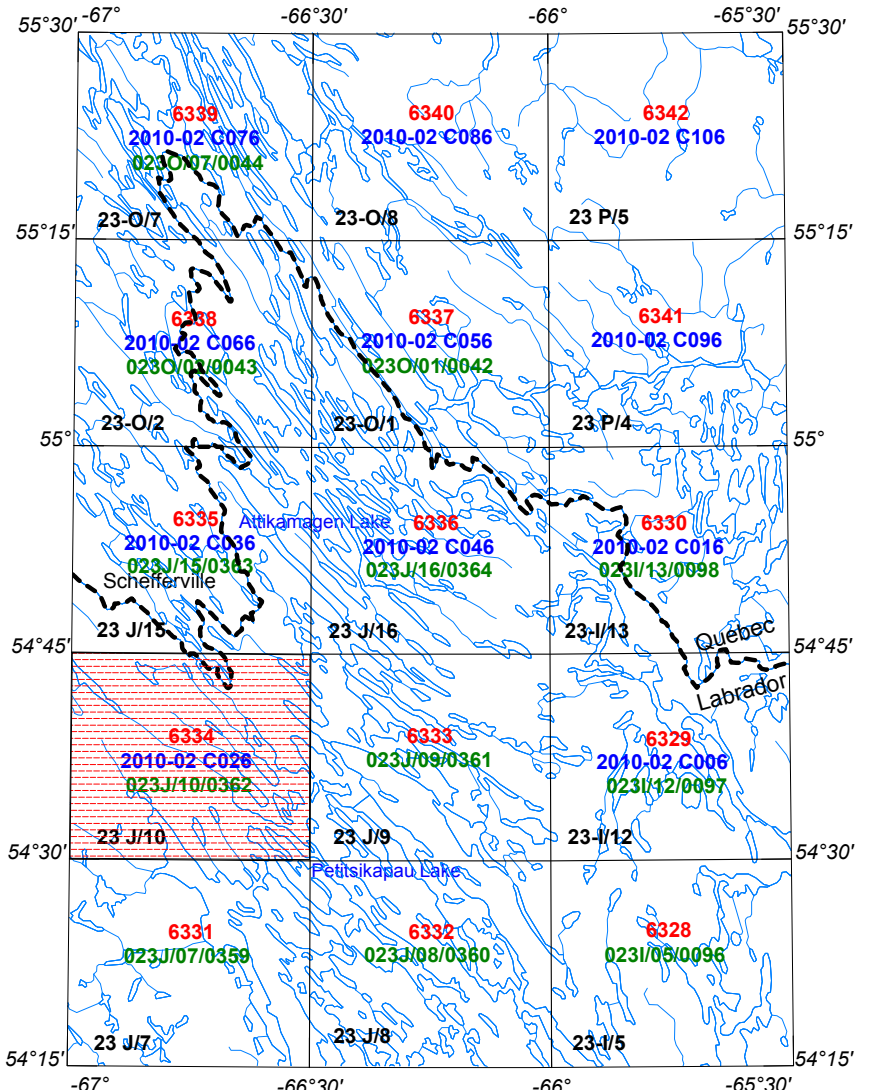 -67° -66°30' -66° -65°30'
55°30' 55°30'
6339 6340 6342
2010-02 C076 2010-02 C086 2010-02 C106
023O/07/0044
23-O/7 23-O/8 23 P/5
55°15' 55°15'
6338 6337 6341
2010-02 C066 2010-02 C056 2010-02 C096
023O/02/0043 023O/01/0042
23-O/2 23-O/1 23 P/4
55° 55°
6335 Attikamagen Lake 6336 6330
2010-02 C036 2010-02 C046 2010-02 C016
023J/15/0363 023J/16/0364 023I/13/0098
Schefferville
23 J/15 23 J/16 23-I/13 Québec
54°45' 54°45'
Labrador
6334 6333 6329
2010-02 C026 023J/09/0361 2010-02 C006
023J/10/0362 023I/12/0097
23 J/10 23 J/9 23-I/12
54°30' 54°30'
Petitsikapau Lake
6331 6332 6328
023J/07/0359 023J/08/0360 023I/05/0096
23 J/7 23 J/8 23-I/5
54°15' 54°15'
-67° -66°30' -66° -65°30'